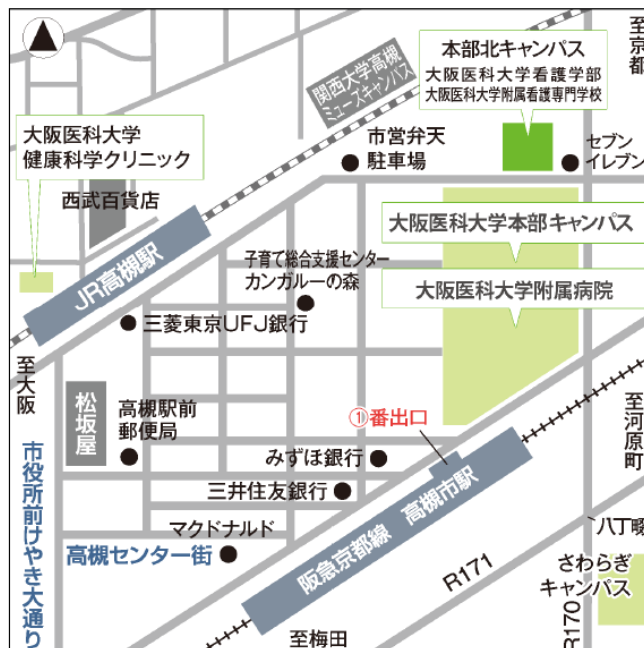 至京都
本部北キャンパス
大阪医科大学看護学部
大阪医科大学附属看護専門学校
関西大学高槻
ミューズキャンパス
大阪医科大学
健康科学クリニック
市営弁天
駐車場
セブン
イレブン
西武百貨店
大阪医科大学本部キャンパス
JR高槻駅
子育て総合支援センター
カンガルーの森
大阪医科大学附属病院
三菱東京UFJ銀行
至大阪
松坂屋
高槻駅前
郵便局
①番出口
至河原町
みずほ銀行
三井住友銀行
市役所前けやき大通り
マクドナルド
高槻センター街
阪急京都線 高槻市駅
R171
八丁畷
さわらぎ
キャンパス
R170
至梅田